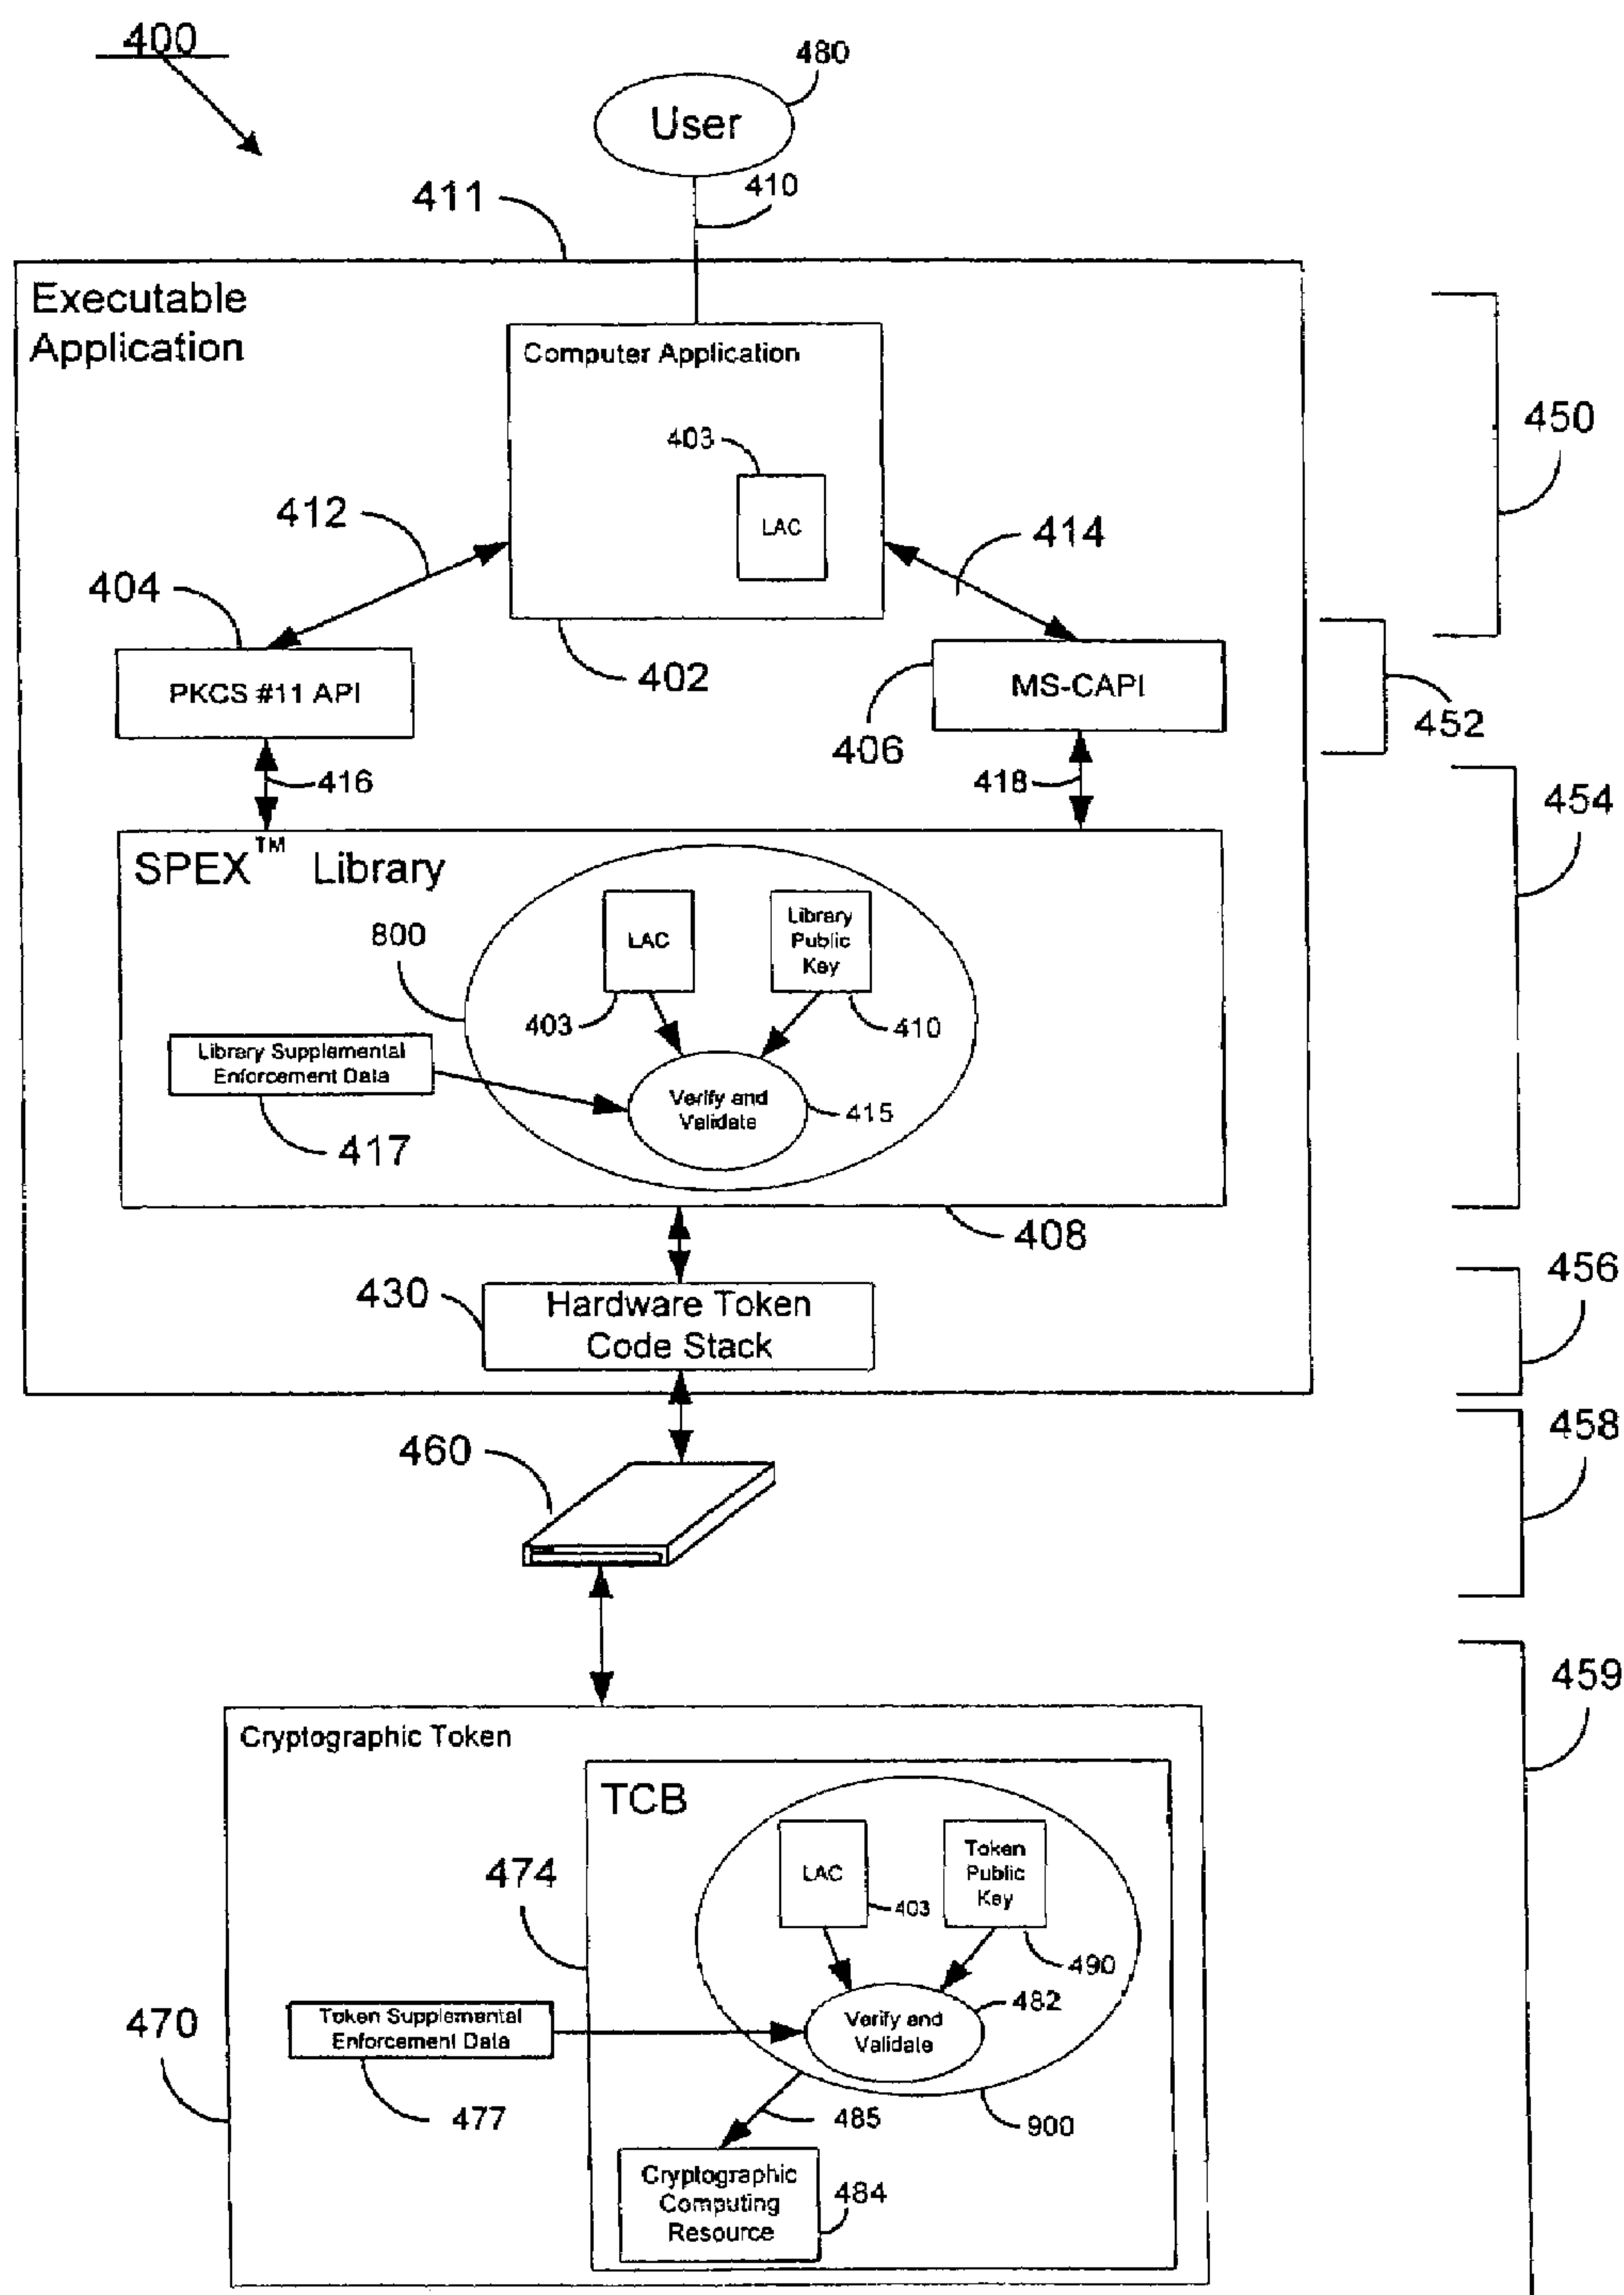 400
480
User
410
411
Executable
Application
Computer Application
450
403
LAC
412
414
404
402
PKCS #11 API
MS-CAPI
452
406
416
418
454
SPEX™ Library
800
LAC
Library
Public
Key
403
410
Library Supplemental
Enforcement Data
Verify and
Validate
415
417
408
456
430
Hardware Token
Code Stack
458
460
459
Cryptographic Token
TCB
474
LAC
Token
Public
Key
403
490
470
Token Supplemental
Enforcement Data
482
Verify and
Validate
477
485
900
Cryptographic
Computing
Resource
484